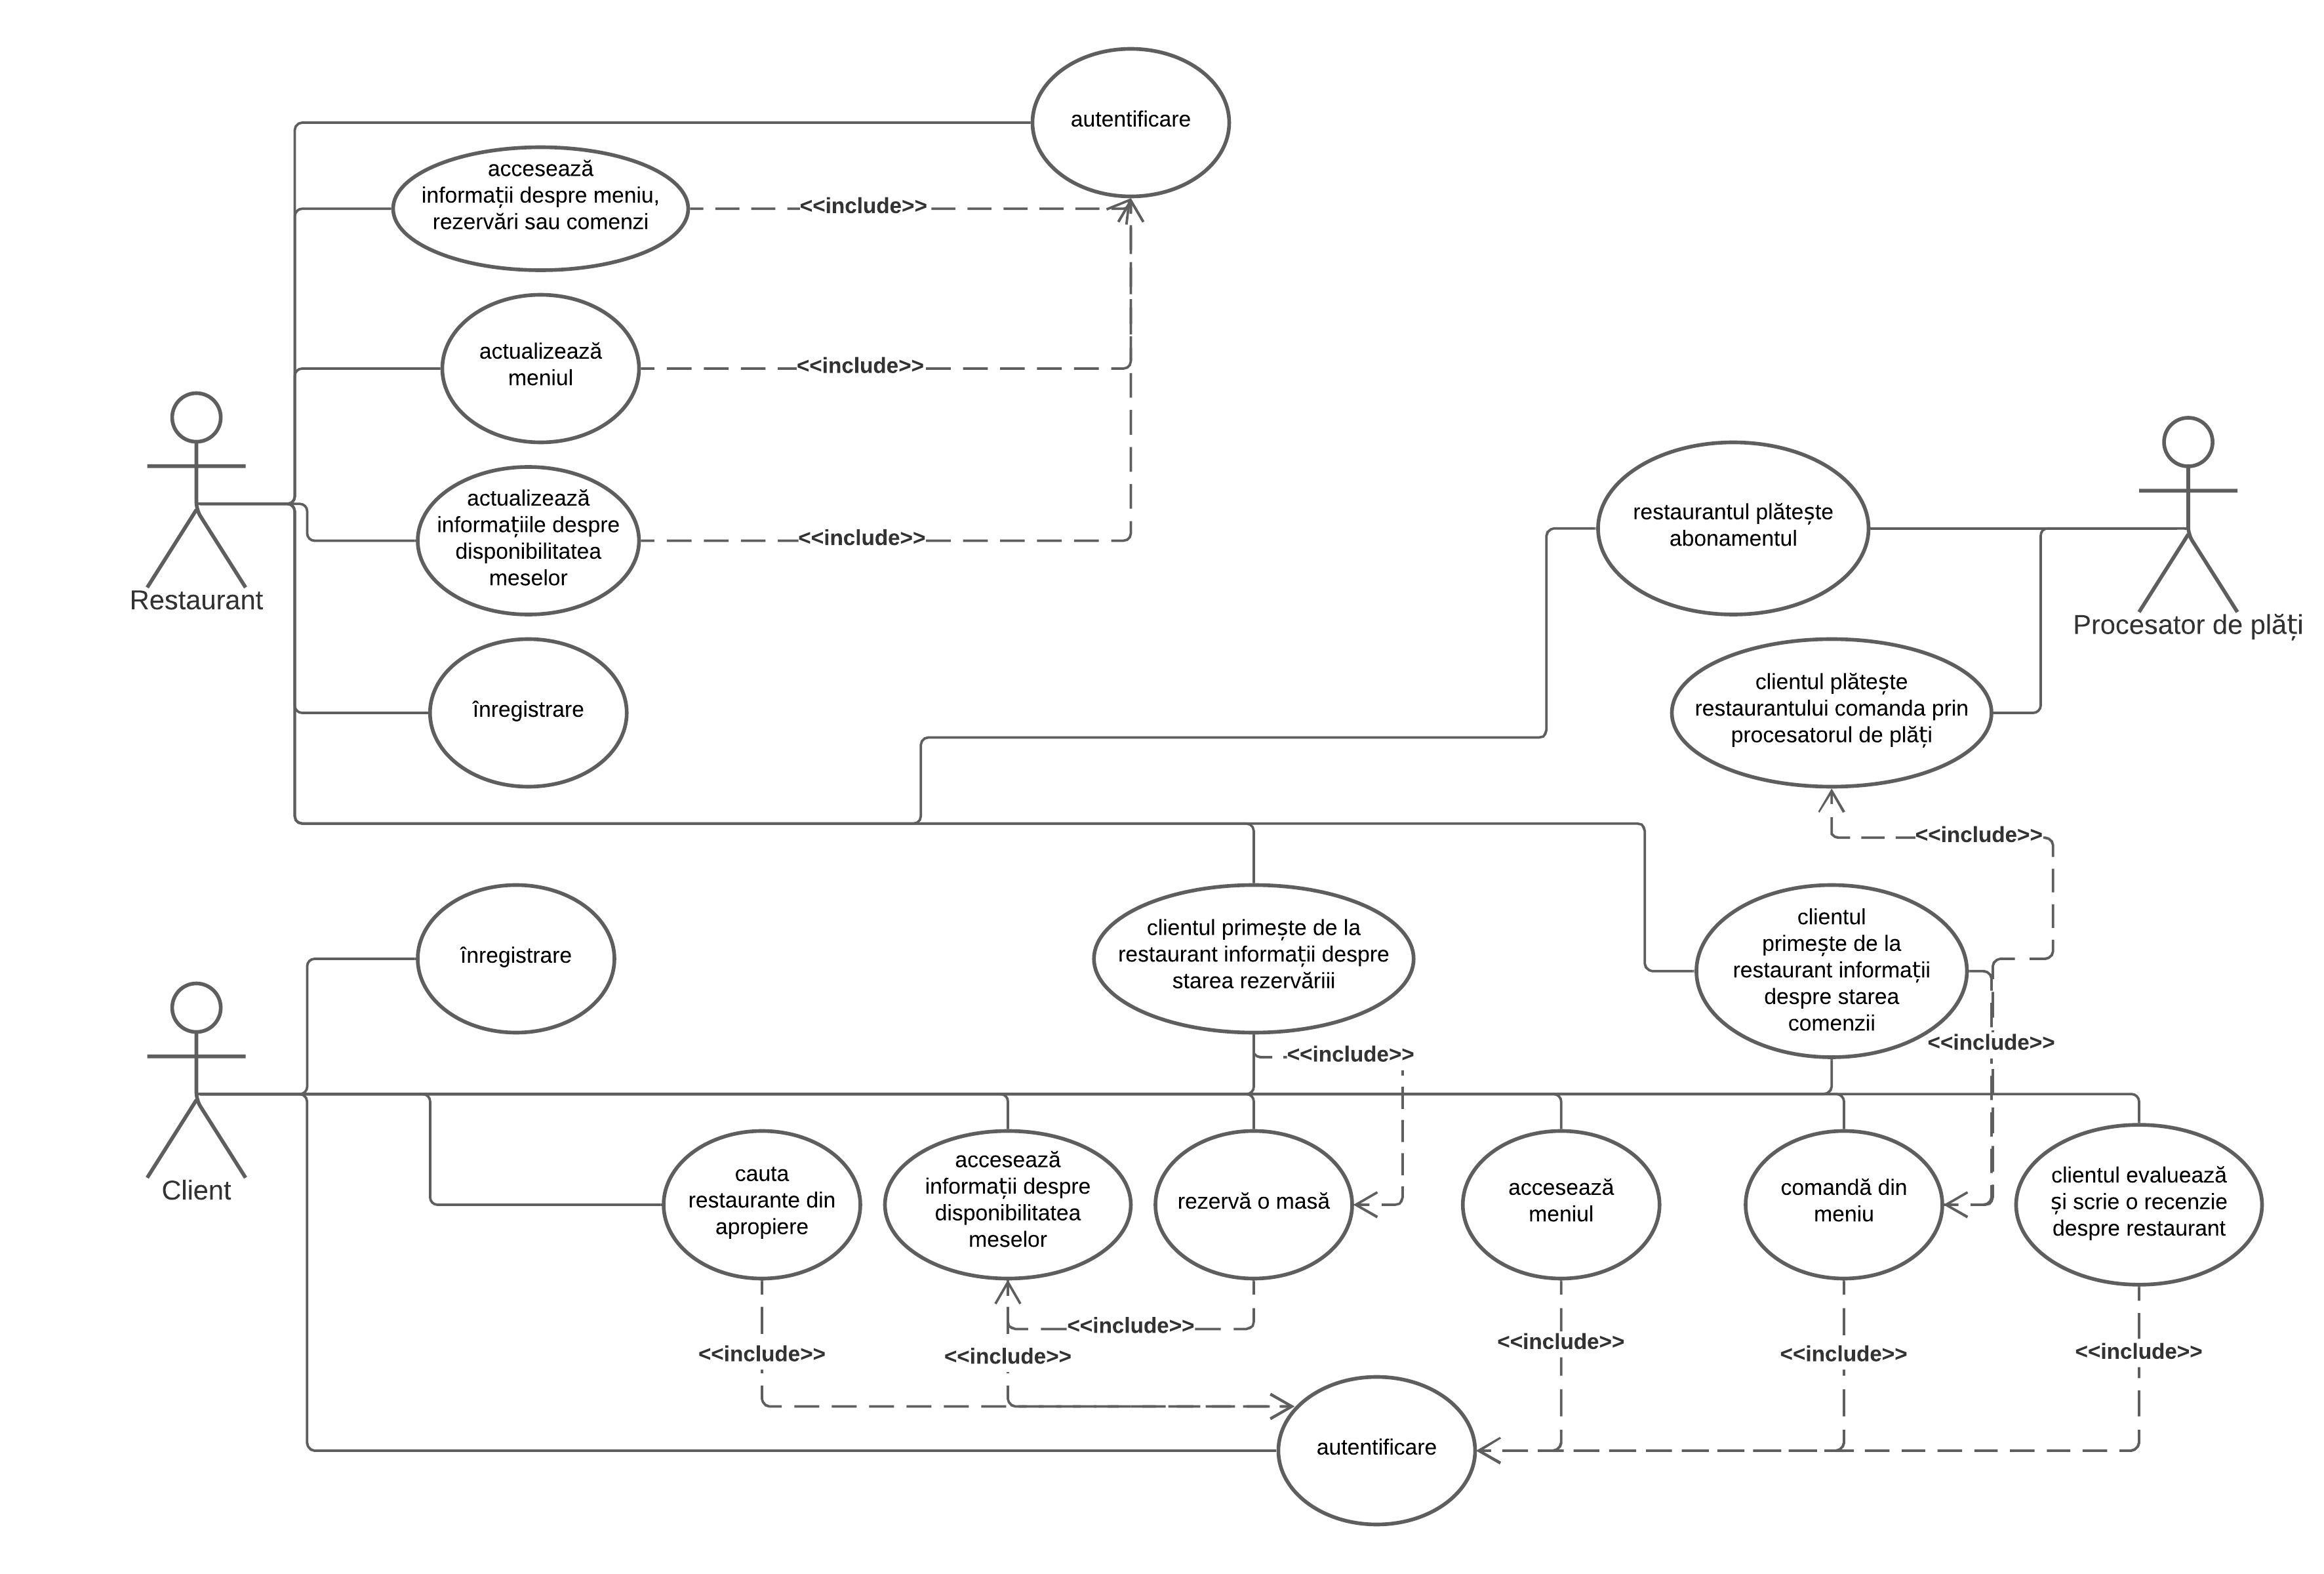 autentificare
accesează
informații despre meniu,
rezervări sau comenzi
<<include>>
actualizează
meniul
<<include>>
actualizează
informațiile despre
disponibilitatea
meselor
<<include>>
Restaurant
restaurantul plătește
abonamentul
Procesator de plăți
înregistrare
clientul plătește
restaurantului comanda prin
procesatorul de plăți
<<include>>
înregistrare
clientul primește de la
restaurant informații despre
starea rezervăriii
clientul
primește de la
restaurant informații
despre starea
comenzii
<<include>>
<<include>>
Client
cauta
restaurante din
apropiere
accesează
informații despre
disponibilitatea
meselor
rezervă o masă
accesează
meniul
comandă din
meniu
clientul evaluează
și scrie o recenzie
despre restaurant
<<include>>
<<include>>
<<include>>
<<include>>
<<include>>
<<include>>
autentificare